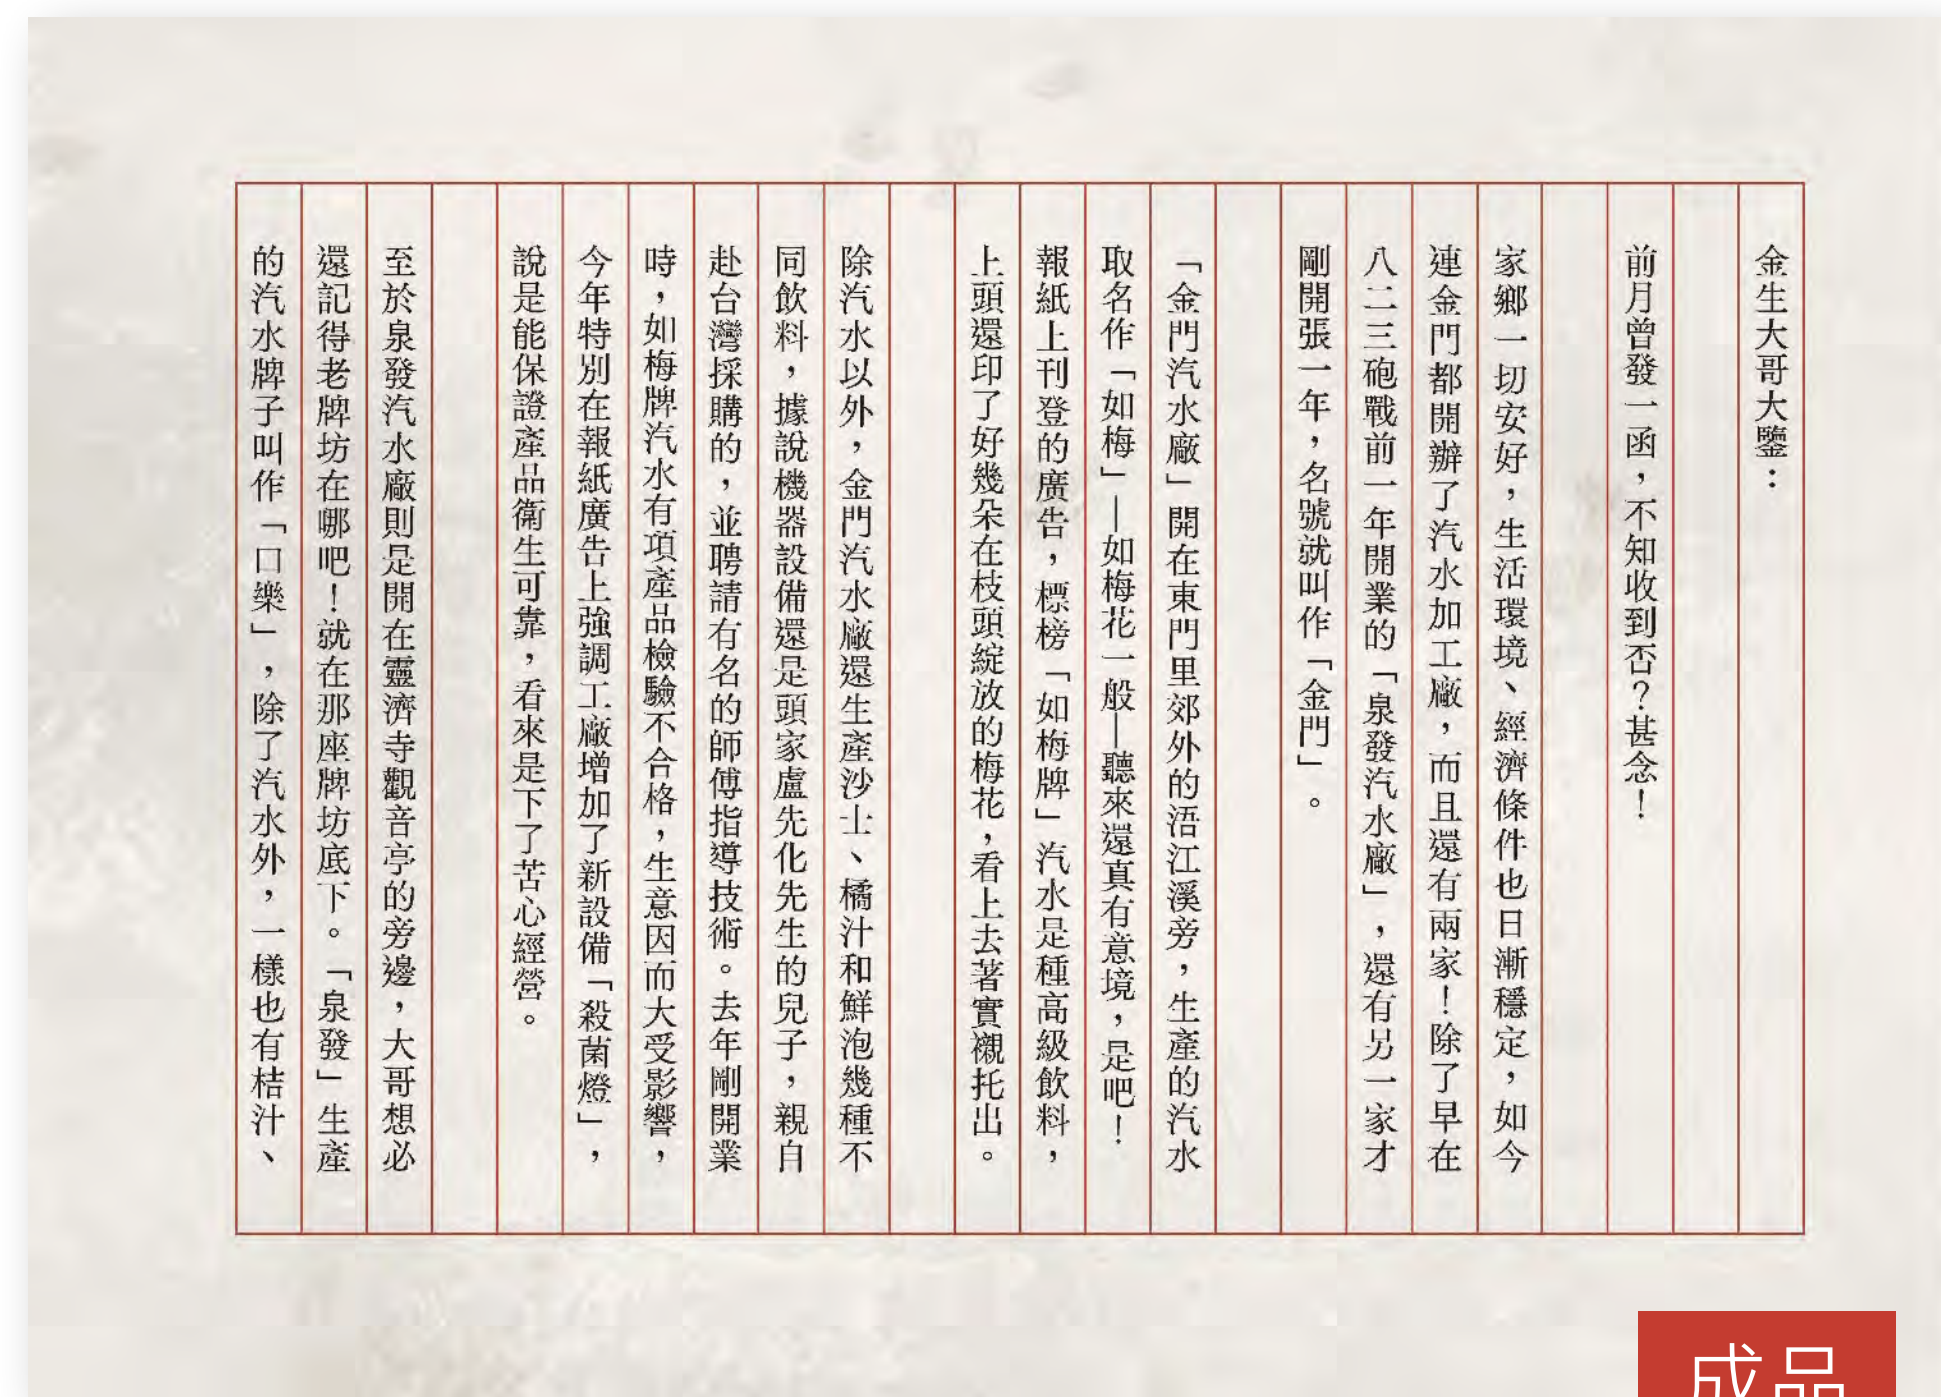 金生大哥大鑒：
前月曾發一函，不知收到否？甚念！
家鄉一切安好，生活環境、經濟條件也日漸穩定，如今
連金門都開辦了汽水加工廠，而且還有兩家！除了早在
八二三砲戰前一年開業的「泉發汽水廠」，還有另一家才
剛開張一年，名號就叫作「金門」。
「金門汽水廠」開在東門里郊外的浯江溪旁，生產的汽水
取名作「如梅」—如梅花一般—聽來還真有意境，是吧！
報紙上刊登的廣告，標榜「如梅牌」汽水是種高級飲料，
上頭還印了好幾朵在枝頭綻放的梅花，看上去著實襯托出。
除汽水以外，金門汽水廠還生產沙士、橘汁和鮮泡幾種不
同飲料，據說機器設備還是頭家盧先化先生的兒子，親自
赴台灣採購的，並聘請有名的師傅指導技術。去年剛開業
時，如梅牌汽水有項產品檢驗不合格，生意因而大受影響，
今年特別在報紙廣告上強調工廠增加了新設備「殺菌燈」，
說是能保證產品衛生可靠，看來是下了苦心經營。
至於泉發汽水廠則是開在靈濟寺觀音亭的旁邊，大哥想必
還記得老牌坊在哪吧！就在那座牌坊底下。「泉發」生產
的汽水牌子叫作「口樂」，除了汽水外，一樣也有桔汁、
成品